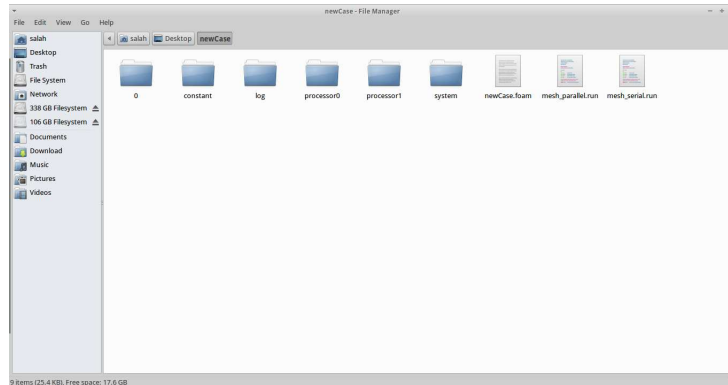 newCase - File Manager
File Edit View Go Help
salah Desktop newCase
salah
Desktop
Trash
File System
Network
338 GB Filesystem
106 GB Filesystem
Documents
Download
Music
Pictures
Videos
0 constant log processor0 processor1 system newCase.foam mesh_parallel.run mesh_serial.run
9 items (25.4 KB), Free space: 17.6 GB